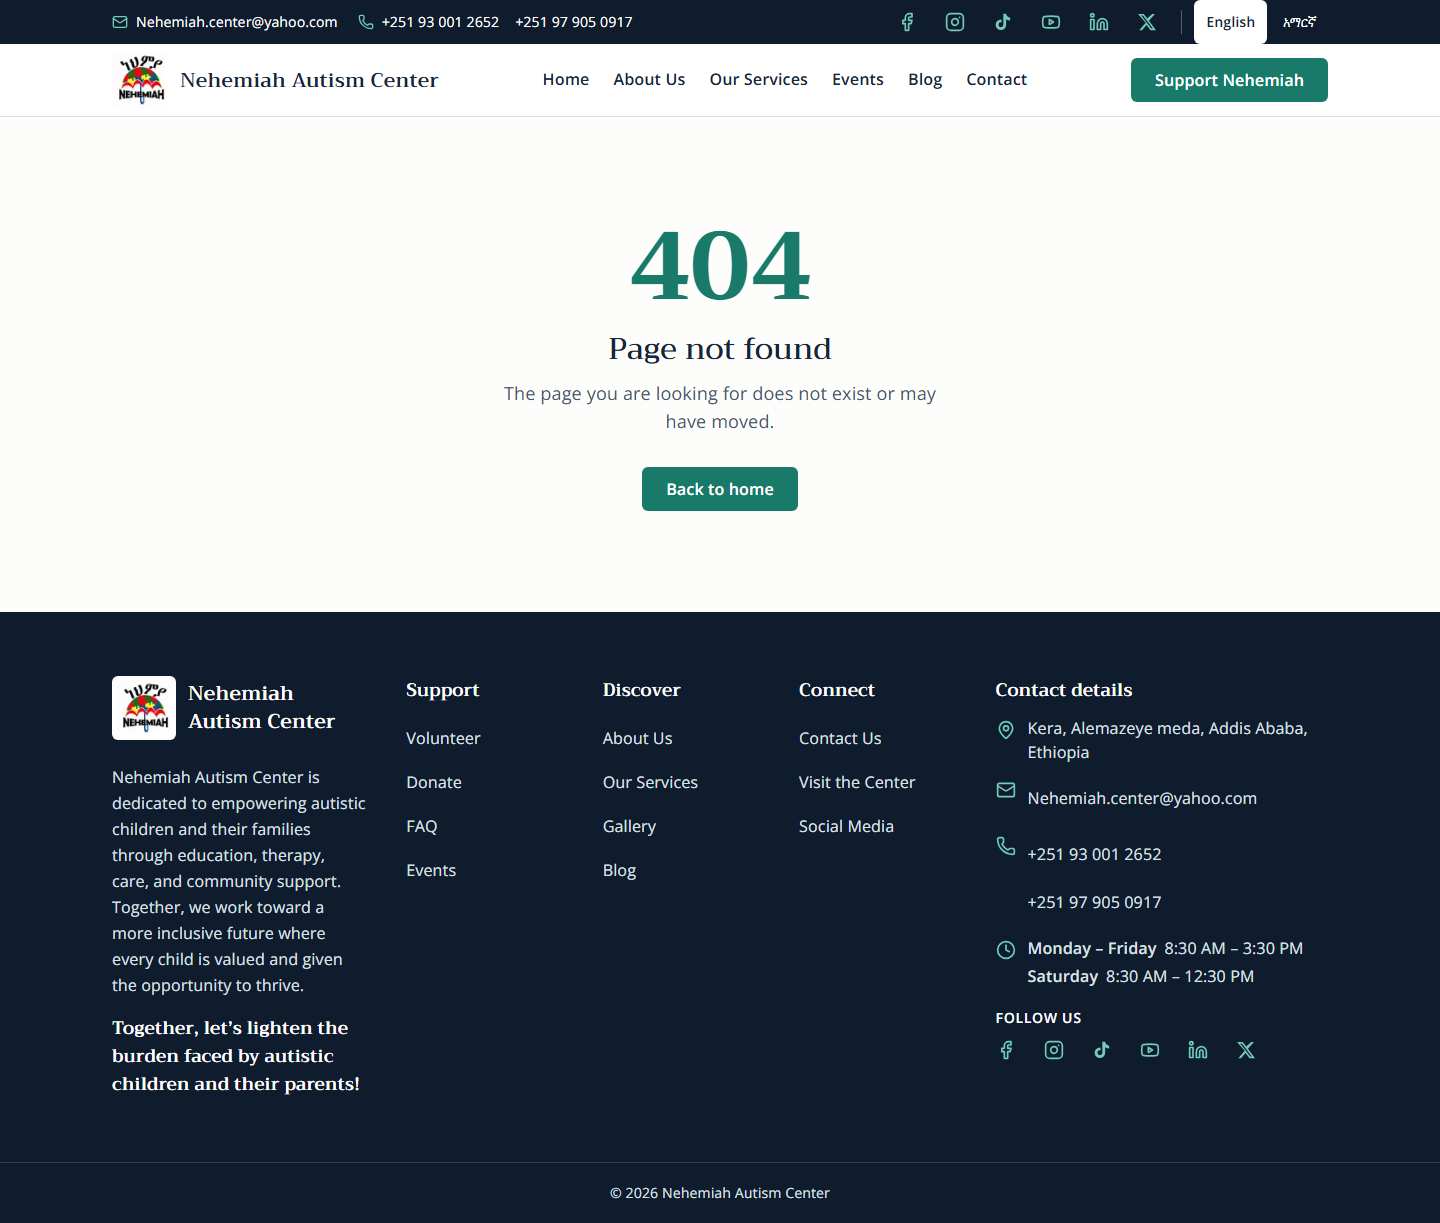 Nehemiah.center@yahoo.com +251 93 001 2652 +251 97 905 0917 English አማርኛ
ነህምያ
NEHEMIAH
Nehemiah Autism Center
Home About Us Our Services Events Blog Contact
Support Nehemiah
404
Page not found
The page you are looking for does not exist or may
have moved.
Back to home
ነህምያ
NEHEMIAH
Nehemiah
Autism Center
Nehemiah Autism Center is
dedicated to empowering autistic
children and their families
through education, therapy,
care, and community support.
Together, we work toward a
more inclusive future where
every child is valued and given
the opportunity to thrive.
Together, let’s lighten the
burden faced by autistic
children and their parents!
Support
Volunteer
Donate
FAQ
Events
Discover
About Us
Our Services
Gallery
Blog
Connect
Contact Us
Visit the Center
Social Media
Contact details
Kera, Alemazeye meda, Addis Ababa,
Ethiopia
Nehemiah.center@yahoo.com
+251 93 001 2652
+251 97 905 0917
Monday – Friday 8:30 AM – 3:30 PM
Saturday 8:30 AM – 12:30 PM
FOLLOW US
© 2026 Nehemiah Autism Center